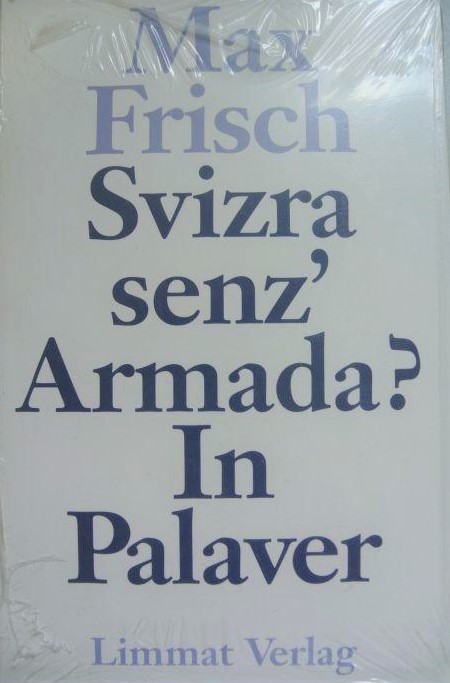 Max
Frisch
Svizra
senz'
Armada?
In
Palaver
Limmat Verlag